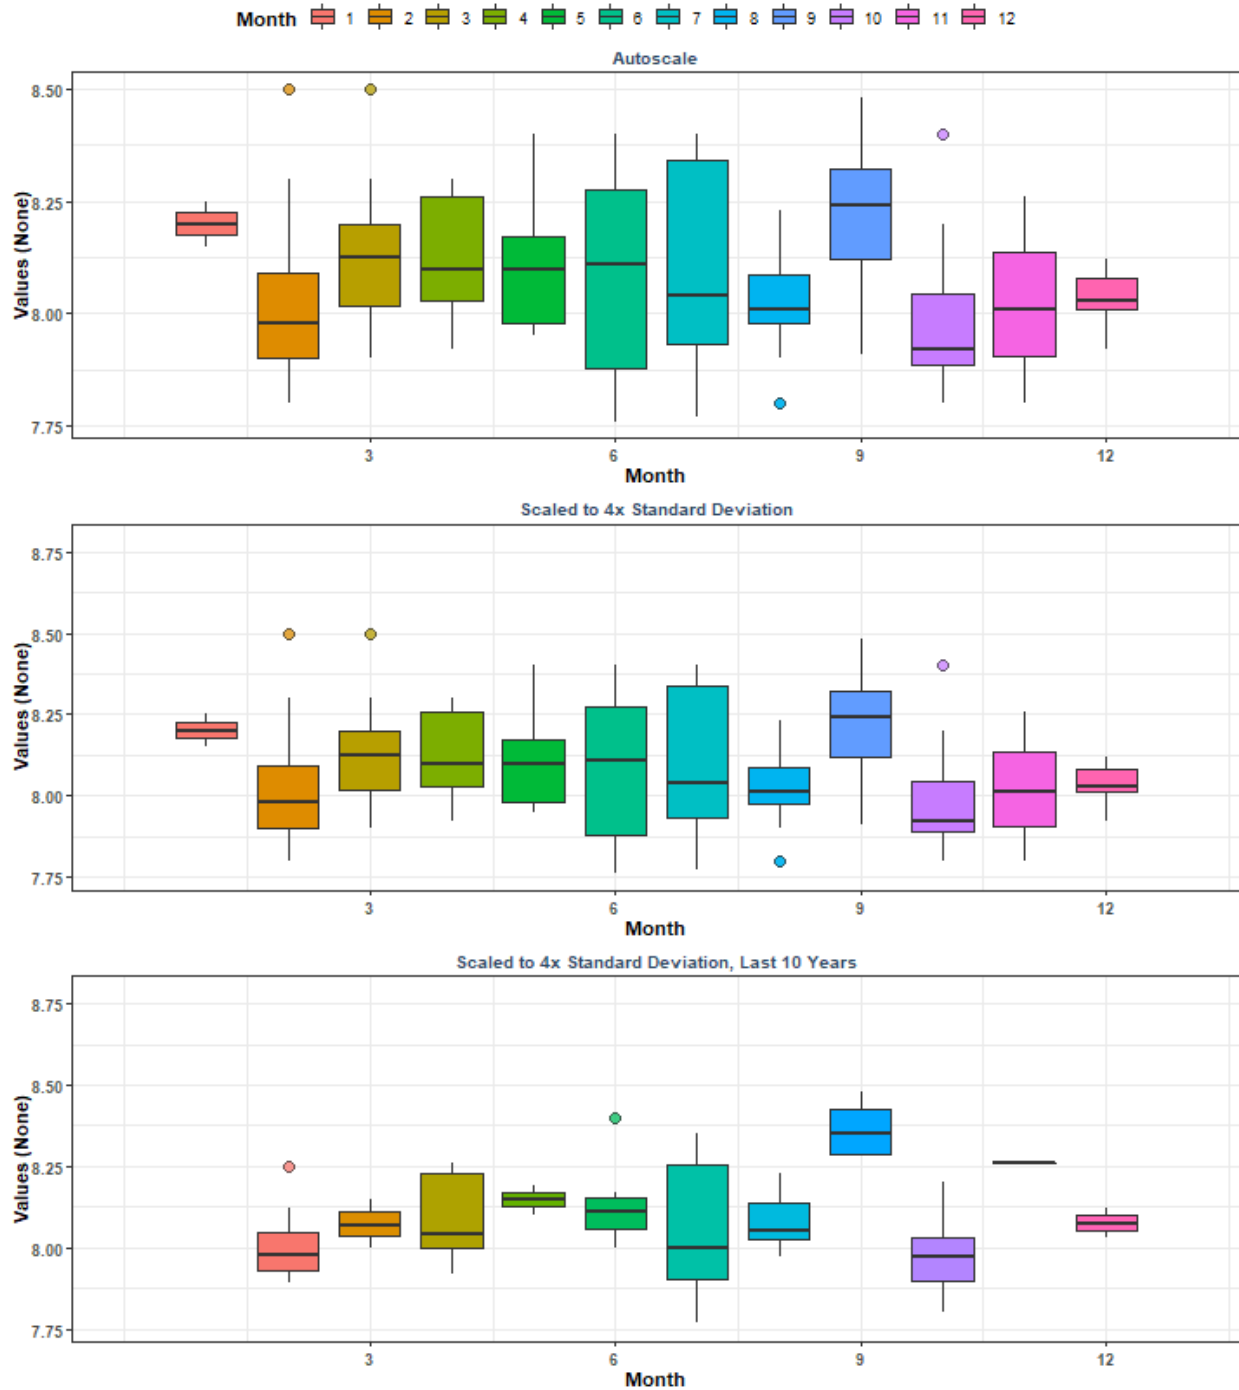 Month 1 2 3 4 5 6 7 8 9 10 11 12
Autoscale
Values (None)
8.50
8.25
8.00
7.75
3 6 9 12
Month
Scaled to 4x Standard Deviation
Values (None)
8.75
8.50
8.25
8.00
7.75
3 6 9 12
Month
Scaled to 4x Standard Deviation, Last 10 Years
Values (None)
8.75
8.50
8.25
8.00
7.75
3 6 9 12
Month